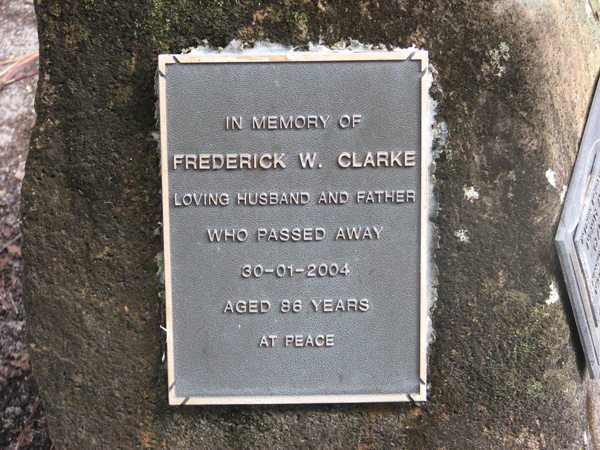 IN MEMORY OF
FREDERICK W. CLARKE
LOVING HUSBAND AND FATHER
WHO PASSED AWAY
30-01-2004
AGED 86 YEARS
AT PEACE